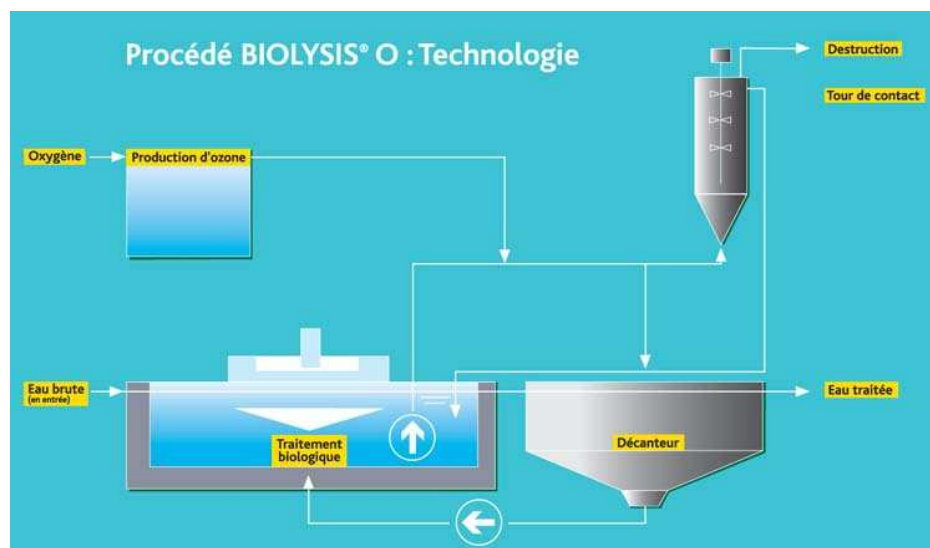 Procédé BIOLYSIS® O : Technologie
Destruction
Tour de contact
Oxygène
Production d'ozone
Eau brute
(en entrée)
Eau traitée
Traitement
biologique
Décanteur